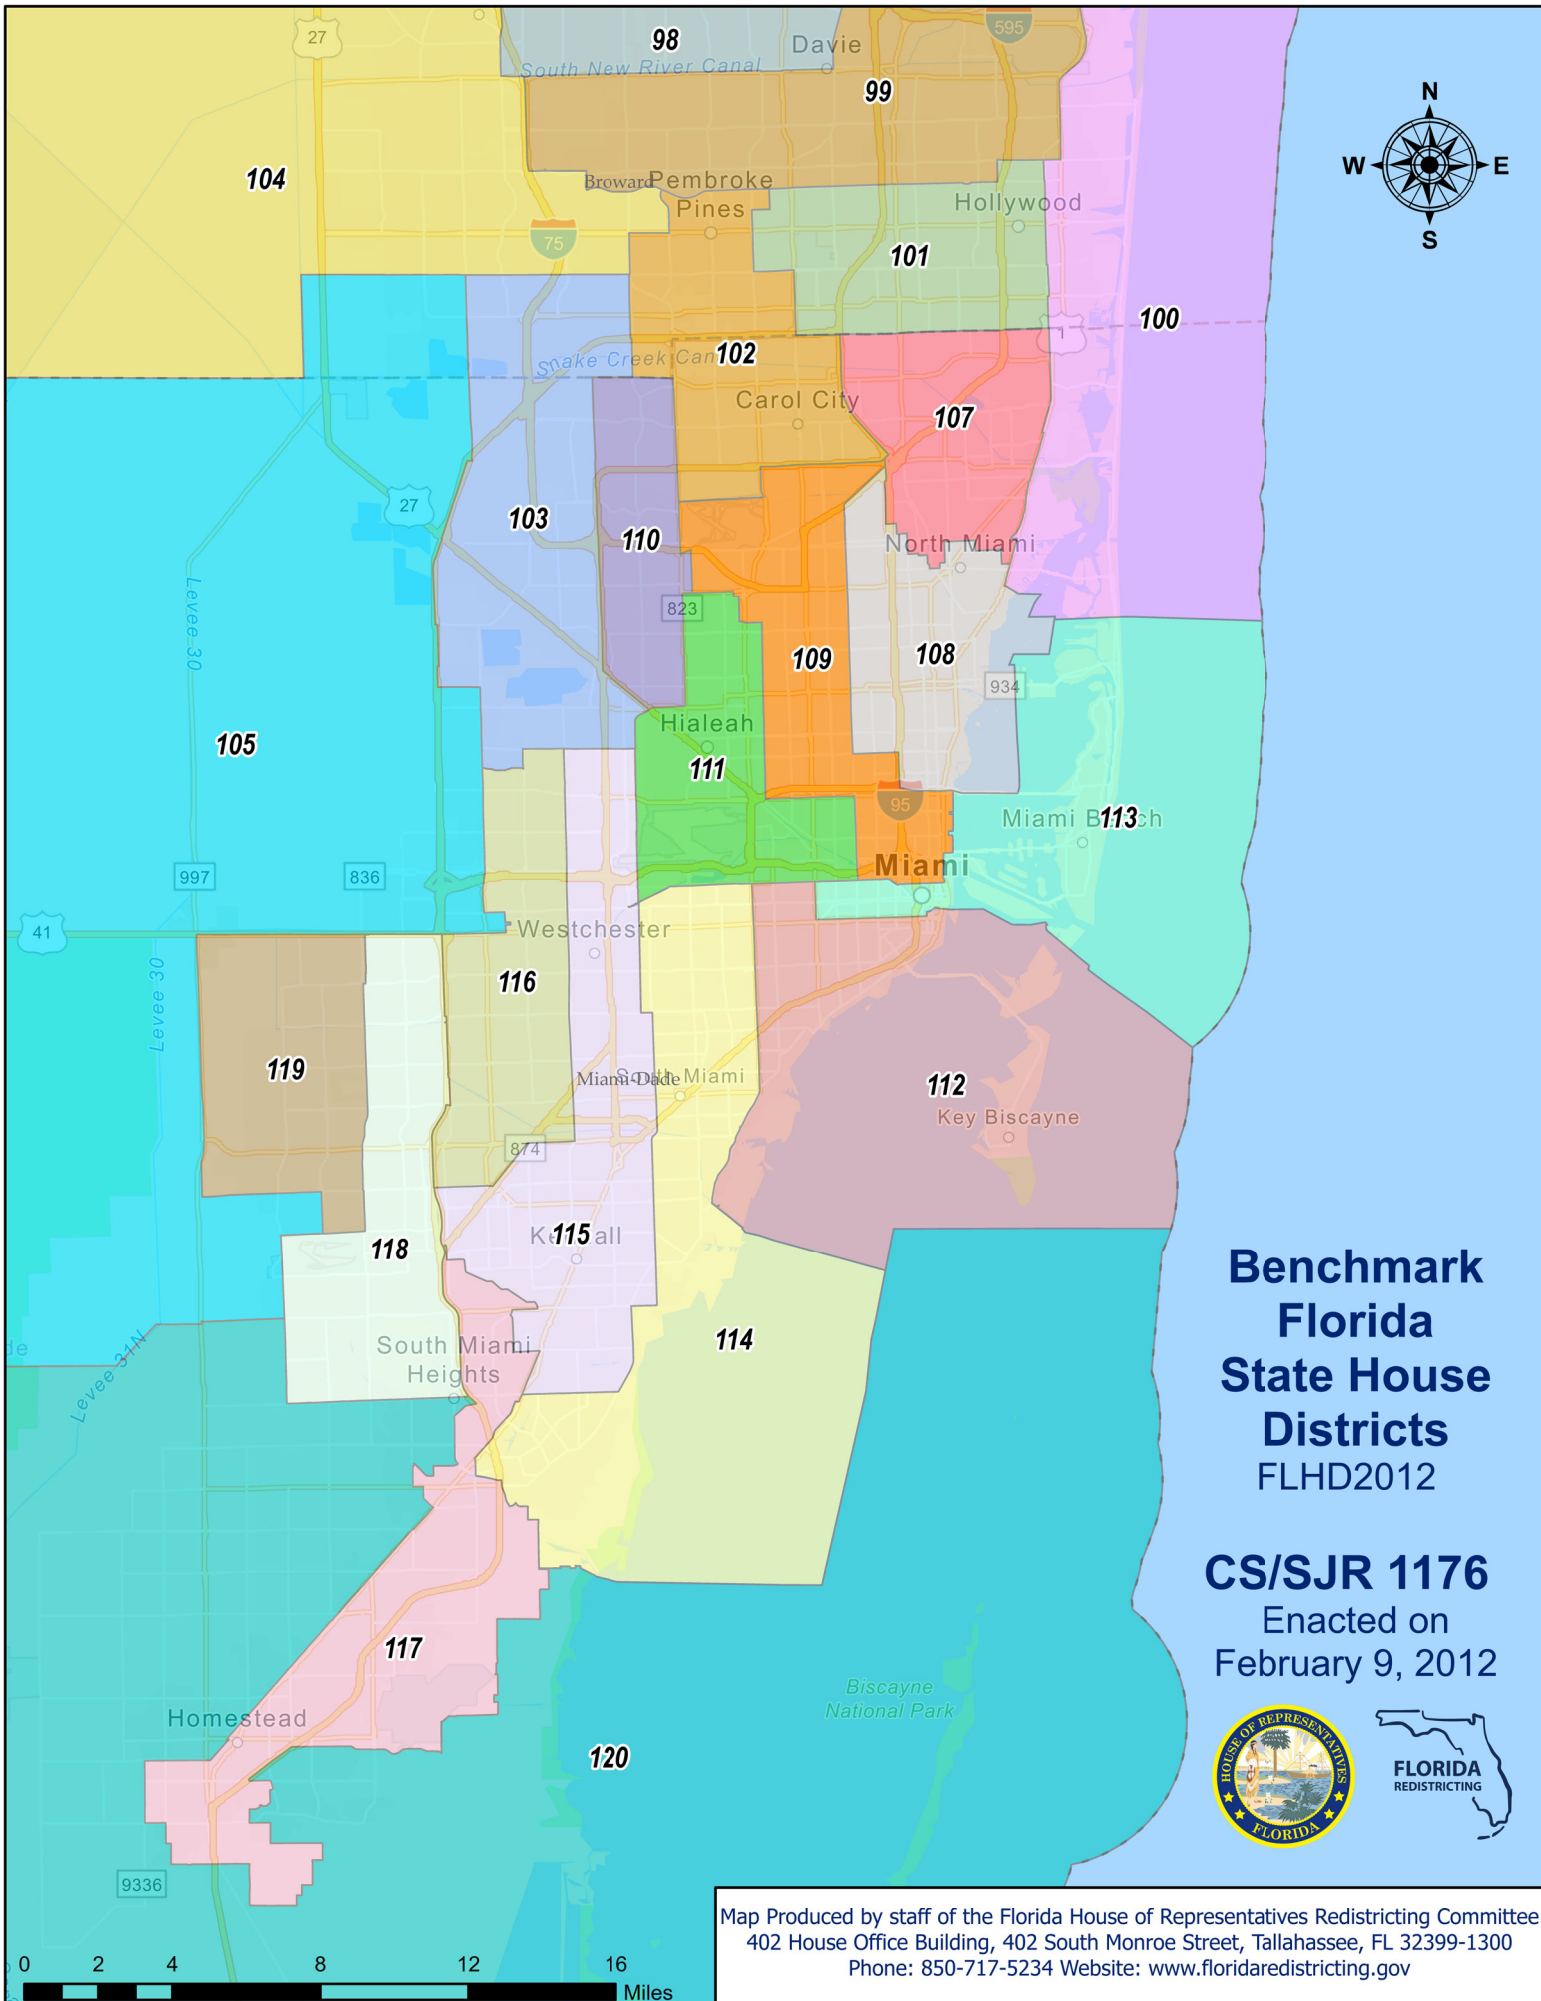 27
98
Davie
595
South New River Canal
99
N
W
E
S
104
Broward
Pembroke
Pines
Hollywood
75
101
100
1
Snake Creek Can
102
Carol City
107
27
103
110
North Miami
Levee 30
823
109
108
934
Hialeah
111
105
95
Miami B
113
ch
Miami
997
836
41
Westchester
116
Levee 30
119
Miami-Dade
South Miami
112
Key Biscayne
874
118
Ke
115
all
114
South Miami
Heights
Levee 31N
de
Benchmark
Florida
State House
Districts
FLHD2012
CS/SJR 1176
Enacted on
February 9, 2012
117
Homestead
Biscayne
National Park
120
HOUSE OF REPRESENTATIVES
FLORIDA
FLORIDA
REDISTRICTING
9336
Map Produced by staff of the Florida House of Representatives Redistricting Committee
402 House Office Building, 402 South Monroe Street, Tallahassee, FL 32399-1300
Phone: 850-717-5234 Website: www.floridaredistricting.gov
0 2 4 8 12 16
Miles